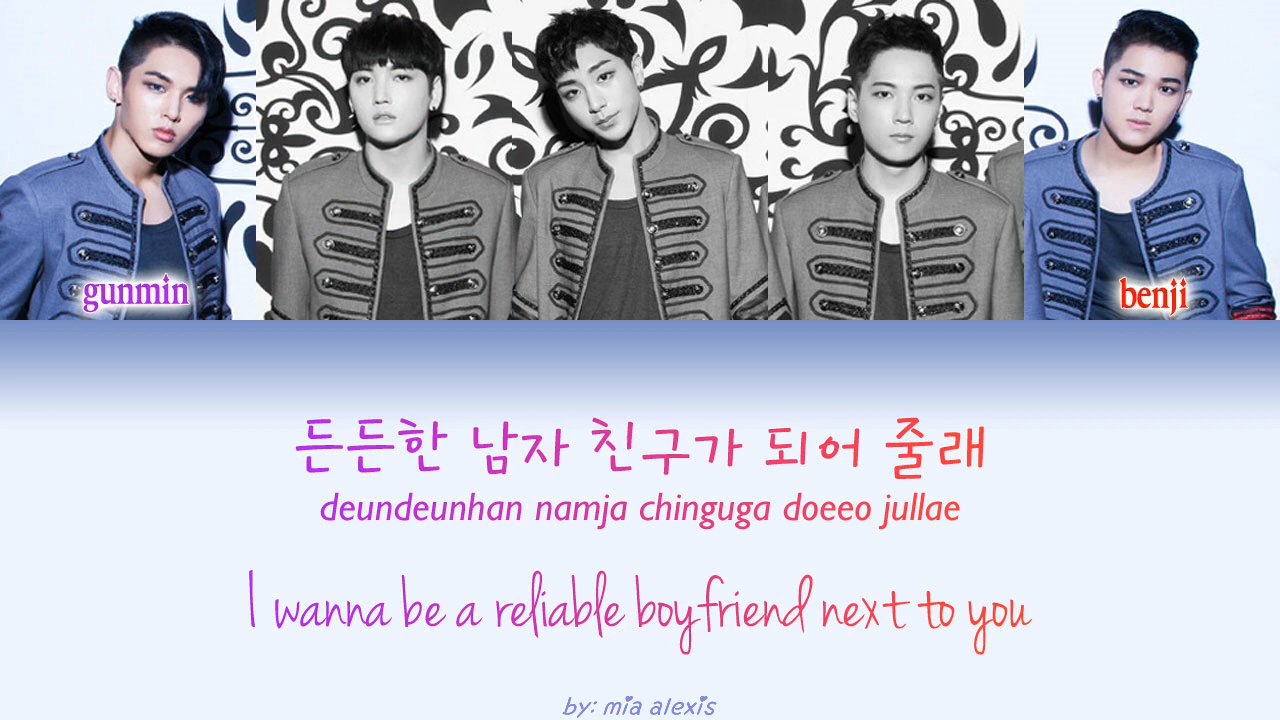 gunmin
benji
든든한 남자 친구가 되어 줄래
deundeunhan namja chinguga doeeo jullae
I wanna be a reliable boyfriend next to you
by: mia alexis